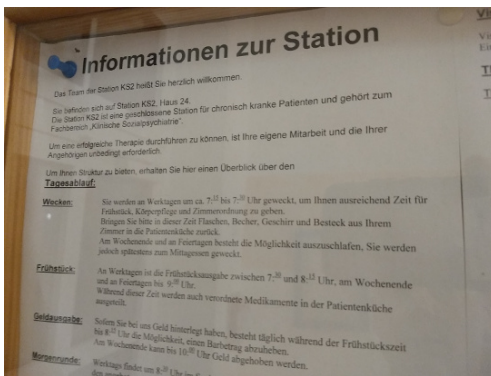 Informationen zur Station
Das Team der Station KS2 heißt Sie herzlich willkommen.
Sie befinden sich auf Station KS2, Haus 24.
Die Station KS2 ist eine geschlossene Station für chronisch kranke Patienten und gehört zum
Fachbereich „Klinische Sozialpsychiatrie“.
Um eine erfolgreiche Therapie durchführen zu können, ist Ihre eigene Mitarbeit und die Ihrer
Angehörigen unbedingt erforderlich.
Um Ihnen Struktur zu bieten, erhalten Sie hier einen Überblick über den
Tagesablauf:
Wecken: Sie werden an Werktagen um ca. 7:15 bis 7:30 Uhr geweckt, um Ihnen ausreichend Zeit für
Frühstück, Körperpflege und Zimmerordnung zu geben.
Bringen Sie bitte in dieser Zeit Flaschen, Becher, Geschirr und Besteck aus Ihrem
Zimmer in die Patientenküche zurück.
Am Wochenende und an Feiertagen besteht die Möglichkeit auszuschlafen, Sie werden
jedoch spätestens zum Mittagessen geweckt.
Frühstück: An Werktagen ist die Frühstücksausgabe zwischen 7:30 und 8:15 Uhr, am Wochenende
und an Feiertagen bis 9:00 Uhr.
Während dieser Zeit werden auch verordnete Medikamente in der Patientenküche
ausgeteilt.
Geldausgabe: Sofern Sie bei uns Geld hinterlegt haben, besteht täglich während der Frühstückszeit
bis 8:15 Uhr die Möglichkeit, einen Barbetrag abzuheben.
Am Wochenende kann bis 10:00 Uhr Geld abgehoben werden.
Morgenrunde: Werktags findet um 8:20 Uhr